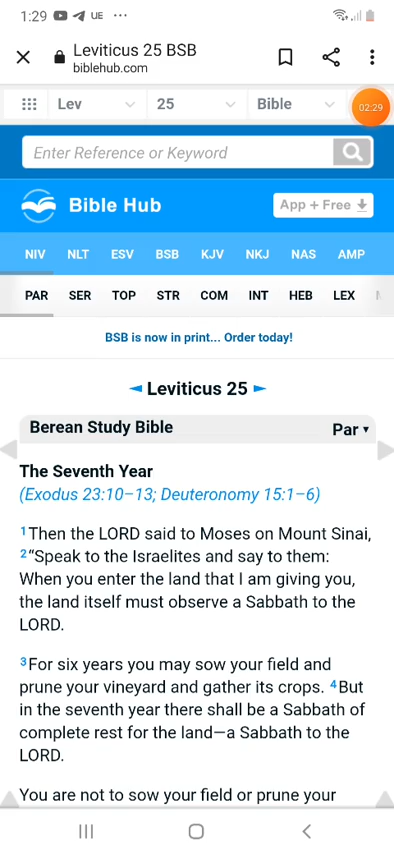 1:29 UE ...
Leviticus 25 BSB
biblehub.com
Lev 25 Bible 02:29
Enter Reference or Keyword
Bible Hub App + Free
NIV NLT ESV BSB KJV NKJ NAS AMP
PAR SER TOP STR COM INT HEB LEX
BSB is now in print... Order today!
◄ Leviticus 25 ►
Berean Study Bible Par ▾
The Seventh Year
(Exodus 23:10–13; Deuteronomy 15:1–6)
1Then the LORD said to Moses on Mount Sinai,
2“Speak to the Israelites and say to them:
When you enter the land that I am giving you,
the land itself must observe a Sabbath to the
LORD.
3For six years you may sow your field and
prune your vineyard and gather its crops. 4But
in the seventh year there shall be a Sabbath of
complete rest for the land—a Sabbath to the
LORD.
You are not to sow your field or prune your